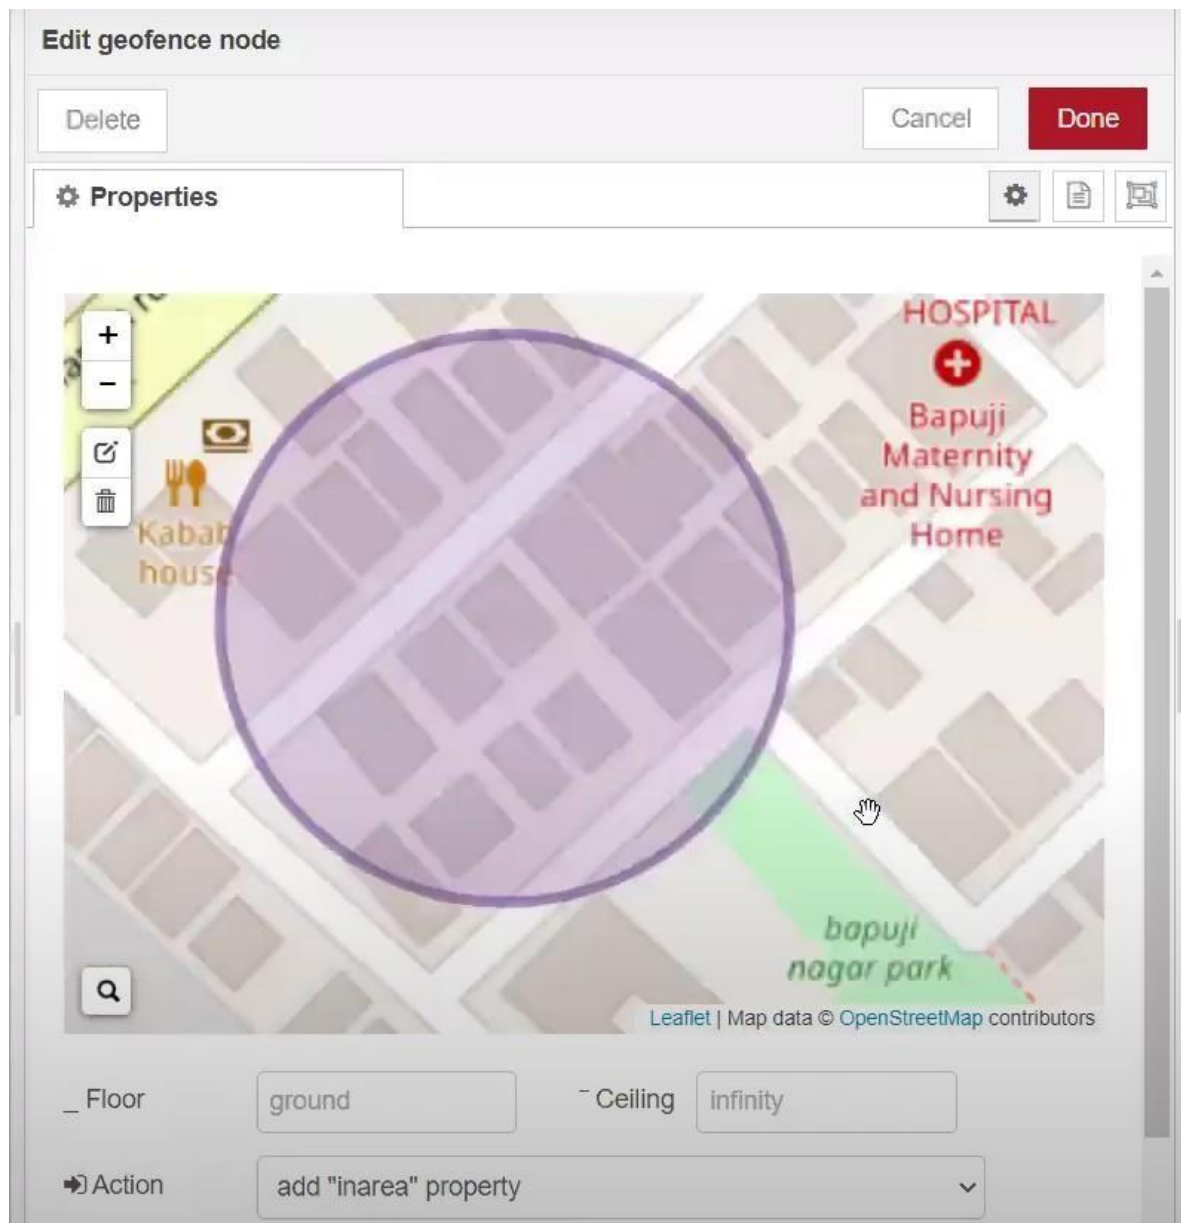 Edit geofence node
Delete
Cancel
Done
Properties
+
−
HOSPITAL
Bapuji
Maternity
and Nursing
Home
Kabab
house
bapuji
nagar park
Leaflet | Map data © OpenStreetMap contributors
_ Floor
ground
‾ Ceiling
infinity
Action
add "inarea" property